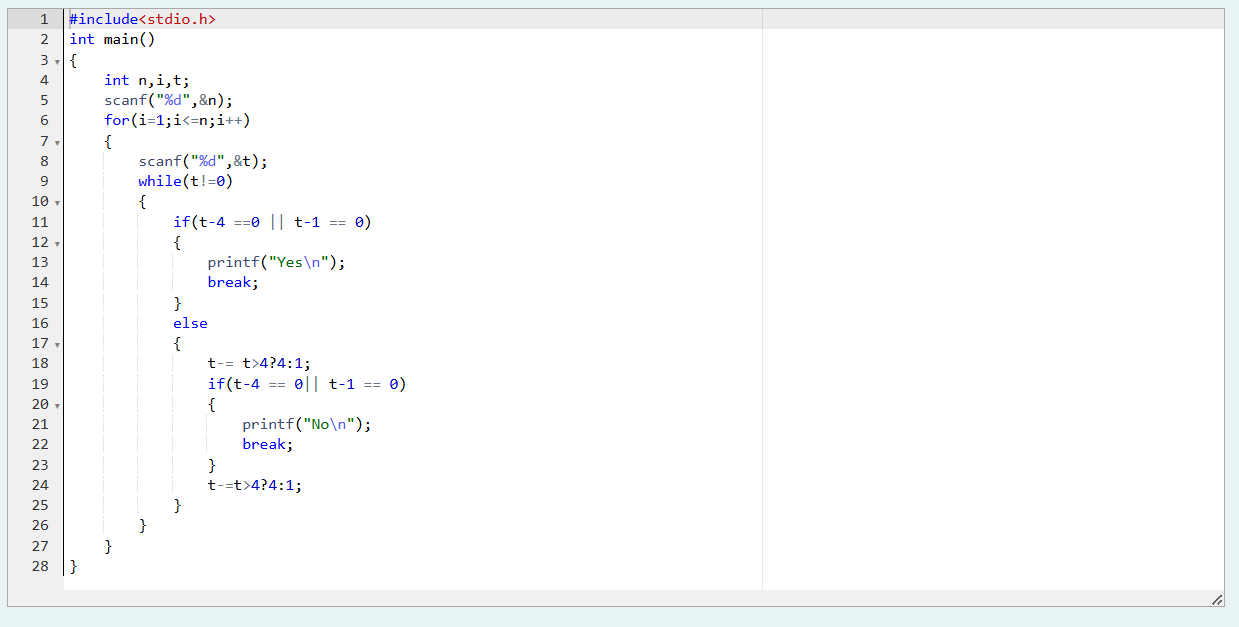 1 #include<stdio.h>
2 int main()
3 {
4 int n,i,t;
5 scanf("%d",&n);
6 for(i=1;i<=n;i++)
7 {
8 scanf("%d",&t);
9 while(t!=0)
10 {
11 if(t-4 ==0 || t-1 == 0)
12 {
13 printf("Yes\n");
14 break;
15 }
16 else
17 {
18 t-= t>4?4:1;
19 if(t-4 == 0|| t-1 == 0)
20 {
21 printf("No\n");
22 break;
23 }
24 t-=t>4?4:1;
25 }
26 }
27 }
28 }